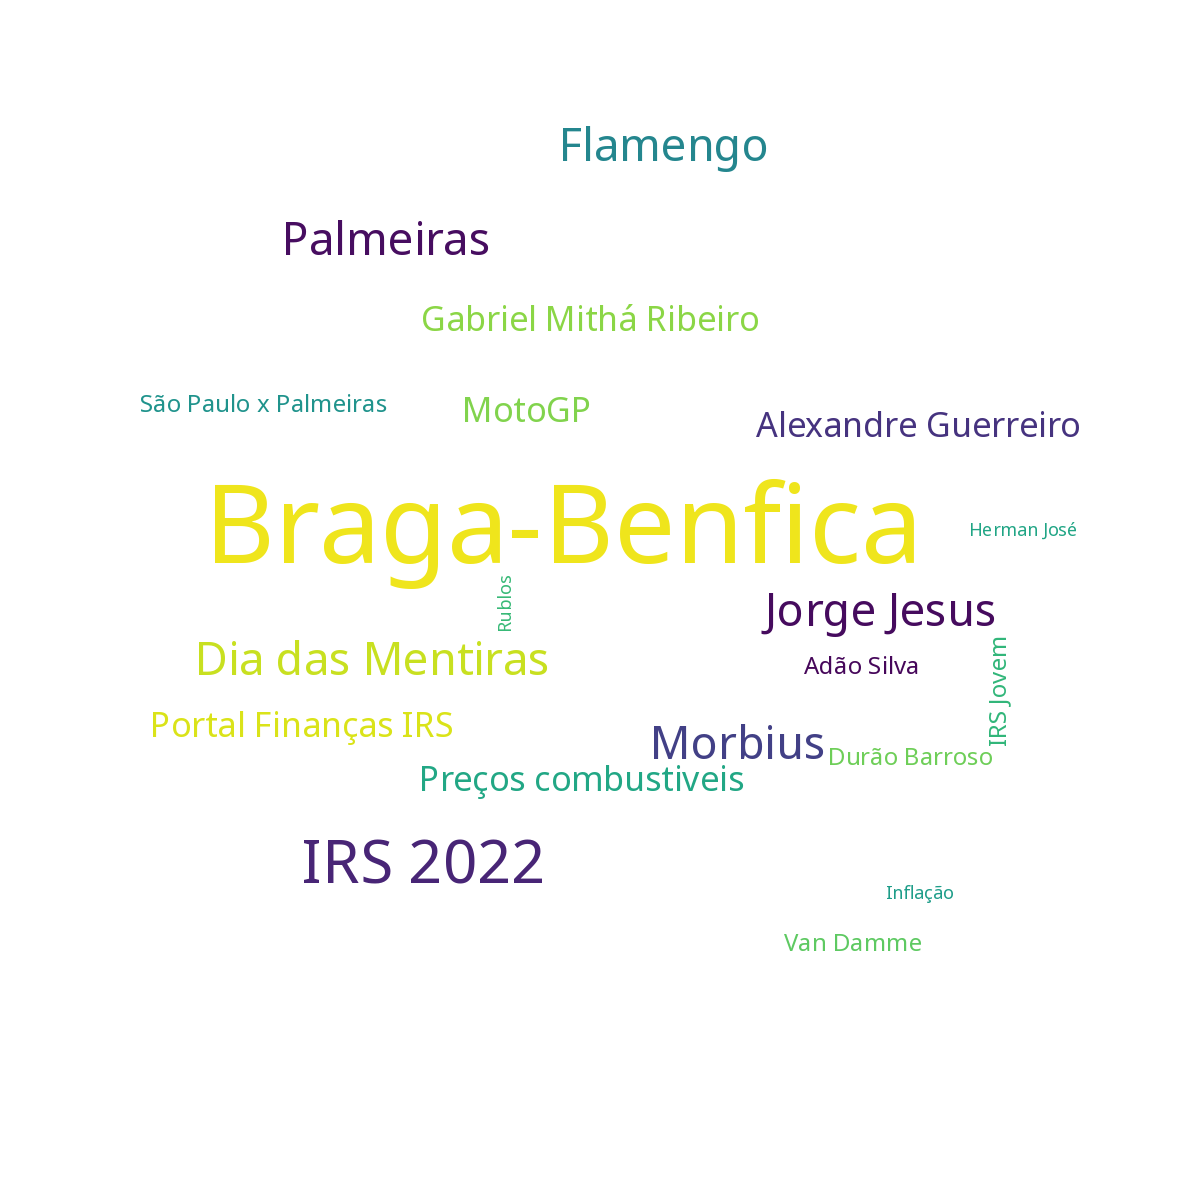 Flamengo
Palmeiras
Gabriel Mithá Ribeiro
São Paulo x Palmeiras
MotoGP
Alexandre Guerreiro
Braga-Benfica
Herman José
Rublos
Jorge Jesus
Dia das Mentiras
Adão Silva
IRS Jovem
Portal Finanças IRS
Morbius
Durão Barroso
Preços combustiveis
IRS 2022
Inflação
Van Damme